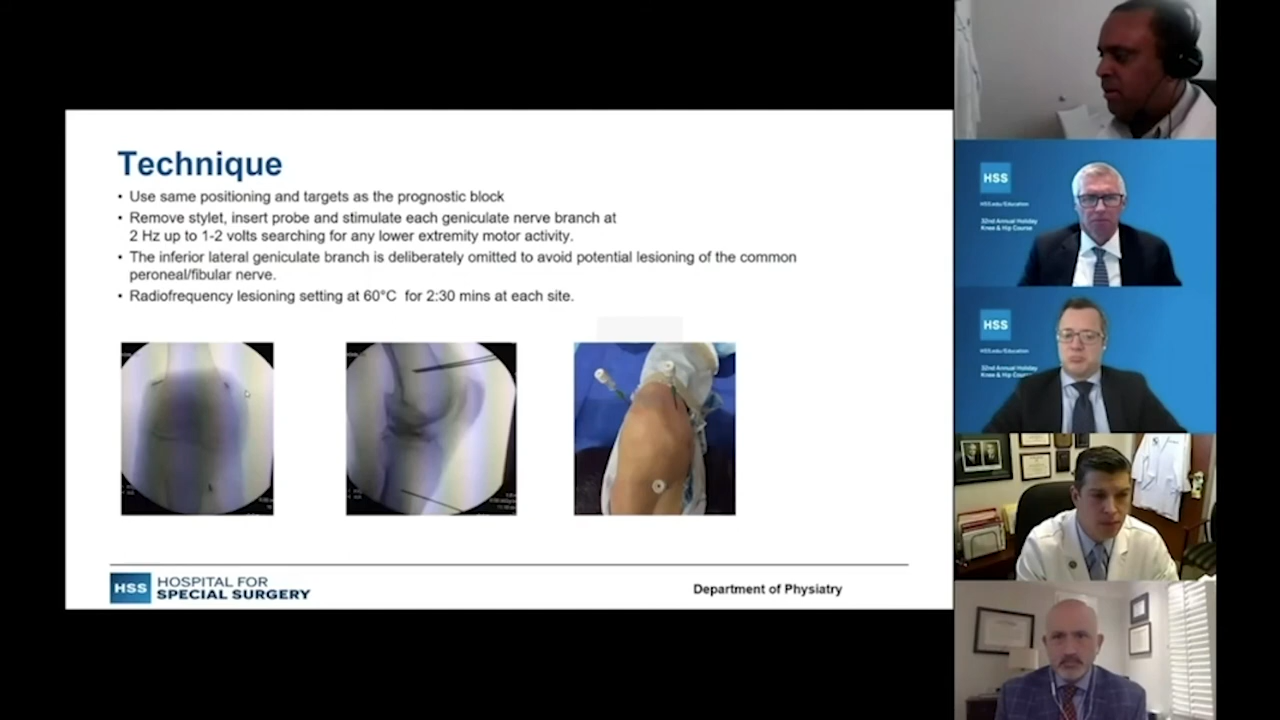 Technique
• Use same positioning and targets as the prognostic block
• Remove stylet, insert probe and stimulate each geniculate nerve branch at
2 Hz up to 1-2 volts searching for any lower extremity motor activity.
• The inferior lateral geniculate branch is deliberately omitted to avoid potential lesioning of the common
peroneal/fibular nerve.
• Radiofrequency lesioning setting at 60°C for 2:30 mins at each site.
HSS
HOSPITAL FOR
SPECIAL SURGERY
Department of Physiatry
HSS
HSS.edu/Education
32nd Annual Holiday
Knee & Hip Course
HSS
HSS.edu/Education
32nd Annual Holiday
Knee & Hip